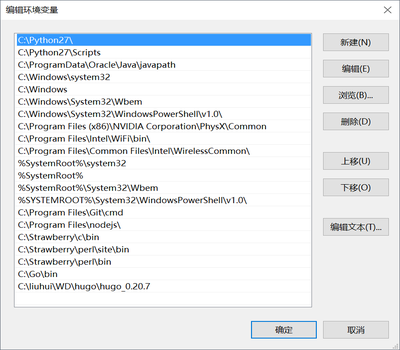 编辑环境变量
C:\Python27\
C:\Python27\Scripts
C:\ProgramData\Oracle\Java\javapath
C:\Windows\system32
C:\Windows
C:\Windows\System32\Wbem
C:\Windows\System32\WindowsPowerShell\v1.0\
C:\Program Files (x86)\NVIDIA Corporation\PhysX\Common
C:\Program Files\Intel\WiFi\bin\
C:\Program Files\Common Files\Intel\WirelessCommon\
%SystemRoot%\system32
%SystemRoot%
%SystemRoot%\System32\Wbem
%SYSTEMROOT%\System32\WindowsPowerShell\v1.0\
C:\Program Files\Git\cmd
C:\Program Files\nodejs\
C:\Strawberry\c\bin
C:\Strawberry\perl\site\bin
C:\Strawberry\perl\bin
C:\Go\bin
C:\liuhui\WD\hugo\hugo_0.20.7
新建(N)
编辑(E)
浏览(B)...
删除(D)
上移(U)
下移(O)
编辑文本(T)...
确定
取消